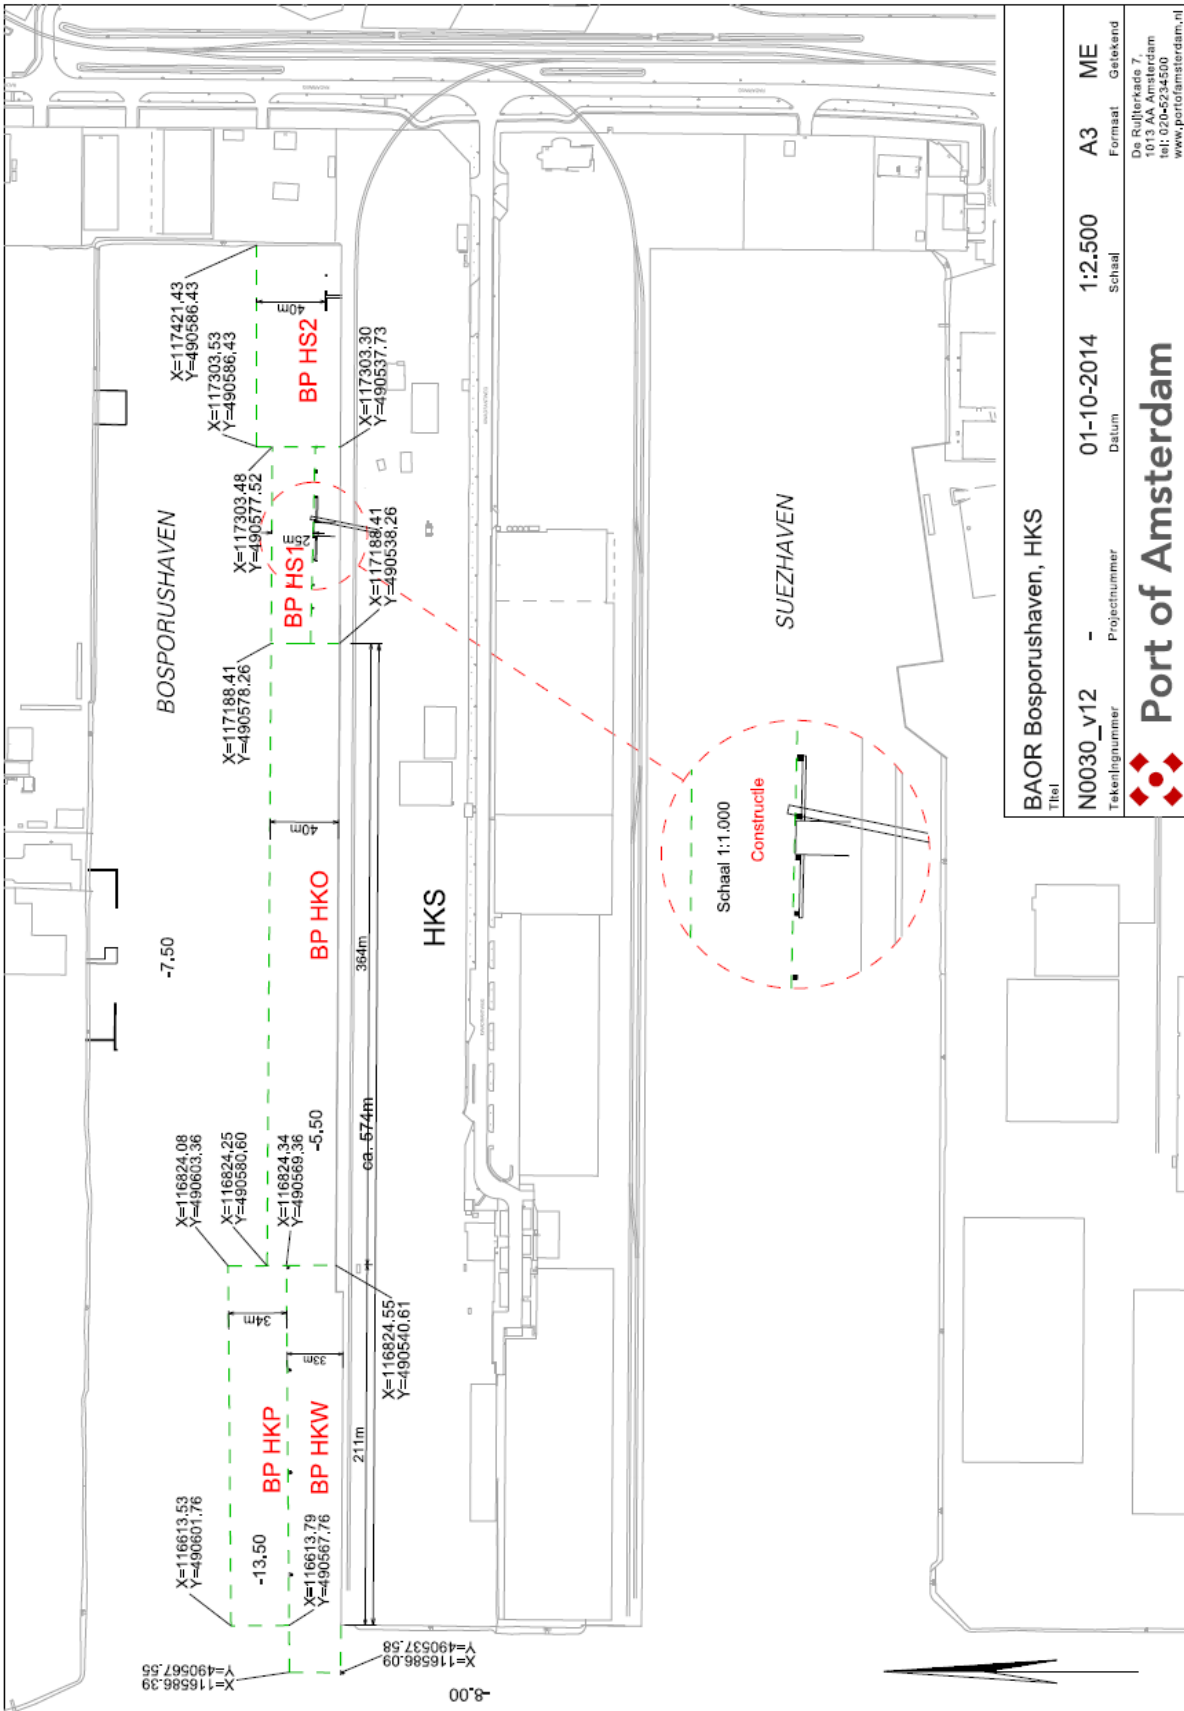 X=117421.43
Y=490586.43
X=117303,53
Y=490586,43
40m
BP HS2
X=117303.30
Y=490537.73
X=117303.48
Y=490577.52
25m
BP HS1
X=117188.41
Y=490538,26
BOSPORUSHAVEN
X=117188.41
Y=490578.26
40m
BP HKO
-7.50
HKS
364m
ca. 574m
-5,50
X=116824,08
Y=490603,36
X=116824,25
Y=490580,60
X=116824,34
Y=490569,36
X=116824.55
Y=490540,61
34m
33m
211m
BP HKP
BP HKW
-13.50
X=116613.53
Y=490601.76
X=116613.79
Y=490567.76
X=116586.39
Y=490567.55
X=116586.09
Y=490537.58
-8.00
SUEZHAVEN
Schaal 1:1.000
Constructie
BAOR Bosporushaven, HKS
Titel
N0030_v12 - 01-10-2014 1:2.500 A3 ME
Tekeningnummer Projectnummer Datum Schaal Formaat Getekend
Port of Amsterdam
De Ruijterkade 7,
1013 AA Amsterdam
tel: 020-5234500
www.portofamsterdam.nl